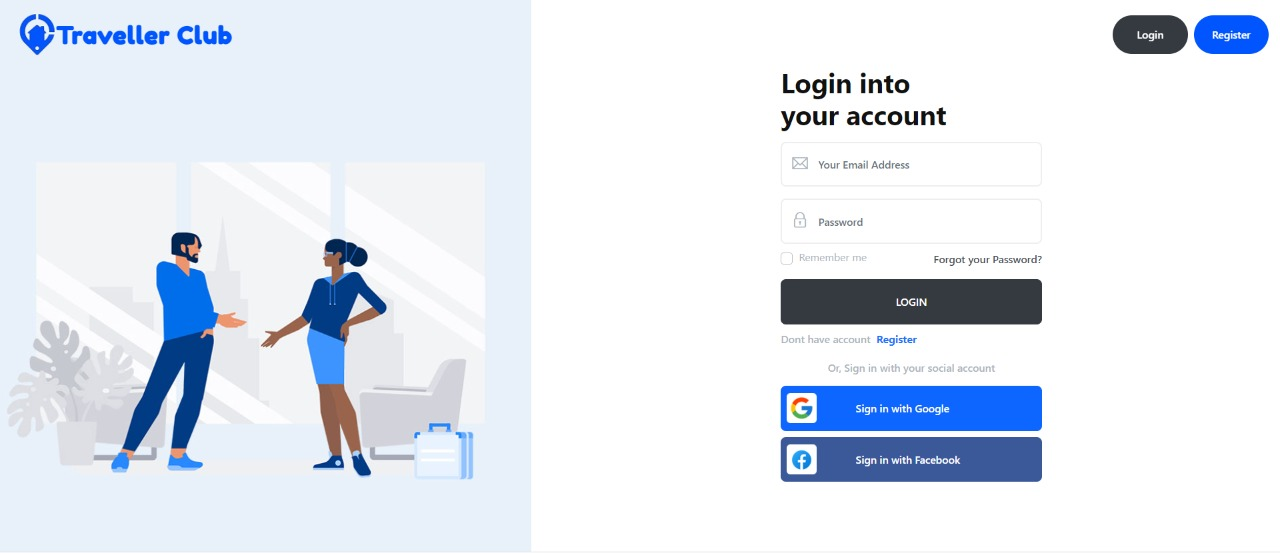 Traveller Club
Login
Register
Login into
your account
Your Email Address
Password
Remember me
Forgot your Password?
LOGIN
Dont have account Register
Or, Sign in with your social account
Sign in with Google
Sign in with Facebook